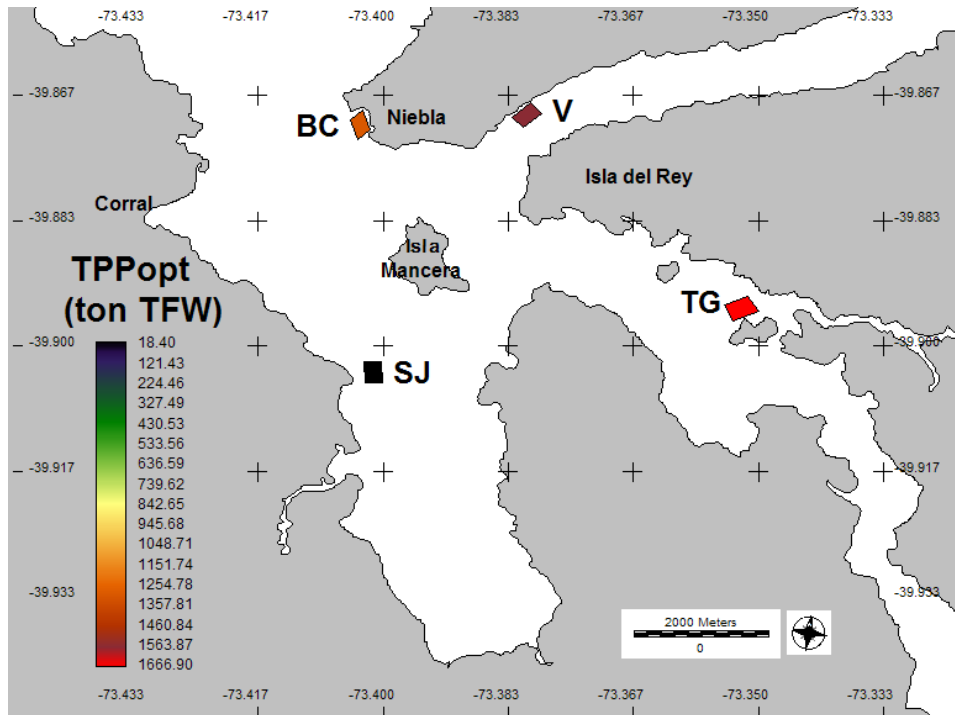 -73.433 -73.417 -73.400 -73.383 -73.367 -73.350 -73.333
-39.867 -39.867
BC Niebla V
Isla del Rey
Corral
-39.883 -39.883
Isla
Mancera
TPPopt
(ton TFW)
TG
-39.900 -39.900
SJ
18.40
121.43
224.46
327.49
430.53
533.56
636.59
739.62
842.65
945.68
1048.71
1151.74
1254.78
1357.81
1460.84
1563.87
1666.90
-39.917 -39.917
-39.933 -39.933
2000 Meters
0
-73.433 -73.417 -73.400 -73.383 -73.367 -73.350 -73.333